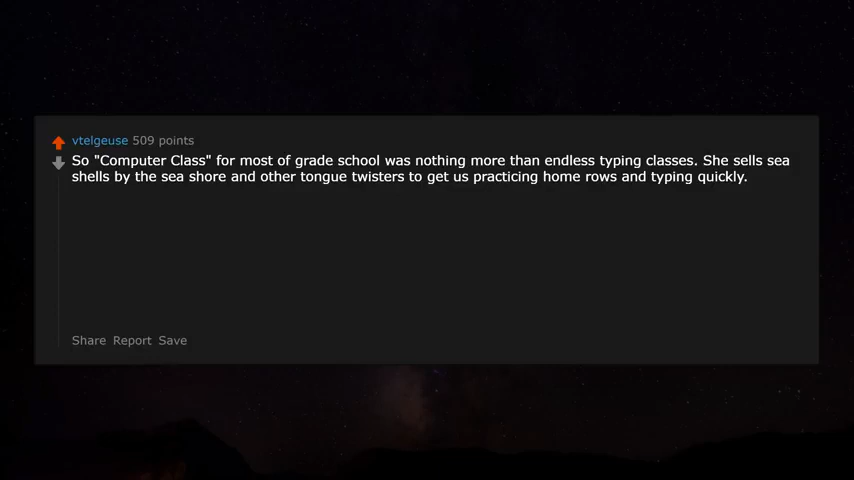 vtelgeuse 509 points
So "Computer Class" for most of grade school was nothing more than endless typing classes. She sells sea
shells by the sea shore and other tongue twisters to get us practicing home rows and typing quickly.
Share Report Save